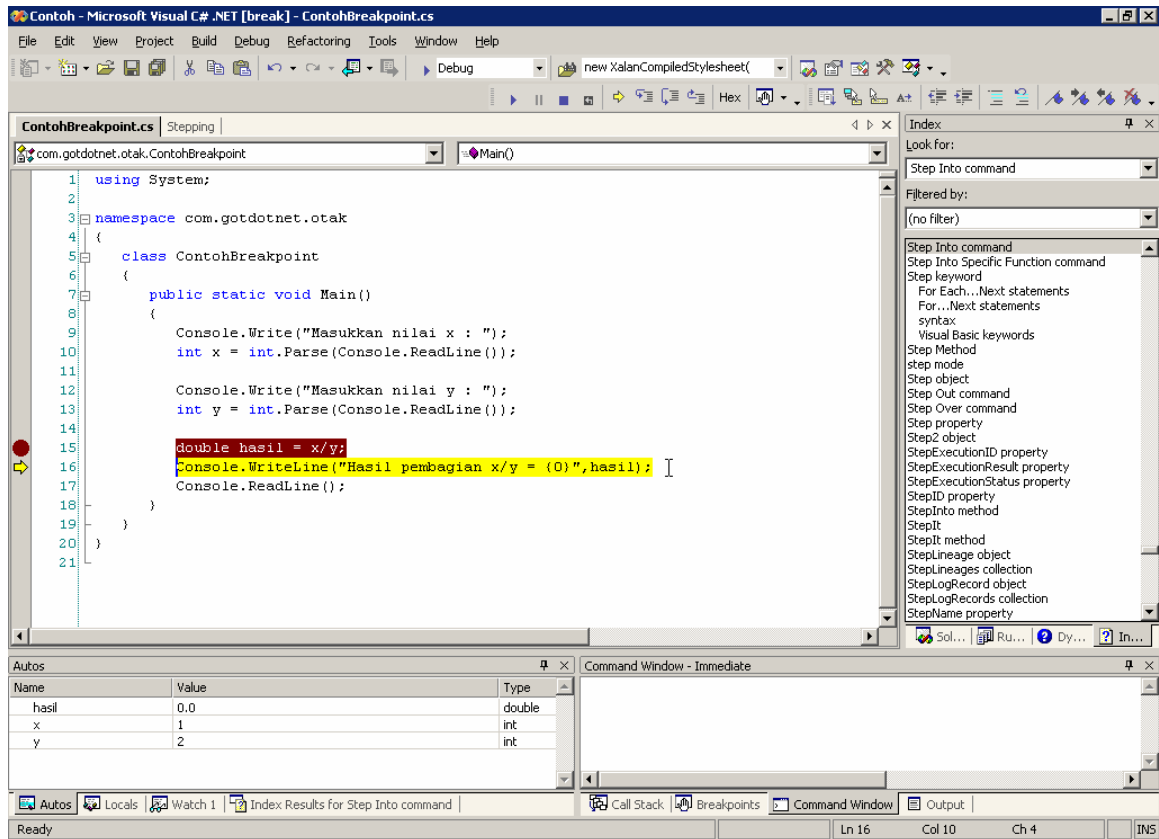 Contoh - Microsoft Visual C# .NET [break] - ContohBreakpoint.cs
File Edit View Project Build Debug Refactoring Tools Window Help
Debug new XalanCompiledStylesheet(
Hex
ContohBreakpoint.cs Stepping
com.gotdotnet.otak.ContohBreakpoint Main()
1 using System;
2
3 namespace com.gotdotnet.otak
4 {
5 class ContohBreakpoint
6 {
7 public static void Main()
8 {
9 Console.Write("Masukkan nilai x : ");
10 int x = int.Parse(Console.ReadLine());
11
12 Console.Write("Masukkan nilai y : ");
13 int y = int.Parse(Console.ReadLine());
14
15 double hasil = x/y;
16 Console.WriteLine("Hasil pembagian x/y = {0}",hasil);
17 Console.ReadLine();
18 }
19 }
20 }
21
Index
Look for:
Step Into command
Filtered by:
(no filter)
Step Into command
Step Into Specific Function command
Step keyword
For Each...Next statements
For...Next statements
syntax
Visual Basic keywords
Step Method
step mode
Step object
Step Out command
Step Over command
Step property
Step2 object
StepExecutionID property
StepExecutionResult property
StepExecutionStatus property
StepID property
StepInto method
StepIt
StepIt method
StepLineage object
StepLineages collection
StepLogRecord object
StepLogRecords collection
StepName property
Sol... Ru... Dy... In...
Autos
Name Value Type
hasil 0.0 double
x 1 int
y 2 int
Autos Locals Watch 1 Index Results for Step Into command
Command Window - Immediate
Call Stack Breakpoints Command Window Output
Ready Ln 16 Col 10 Ch 4 INS